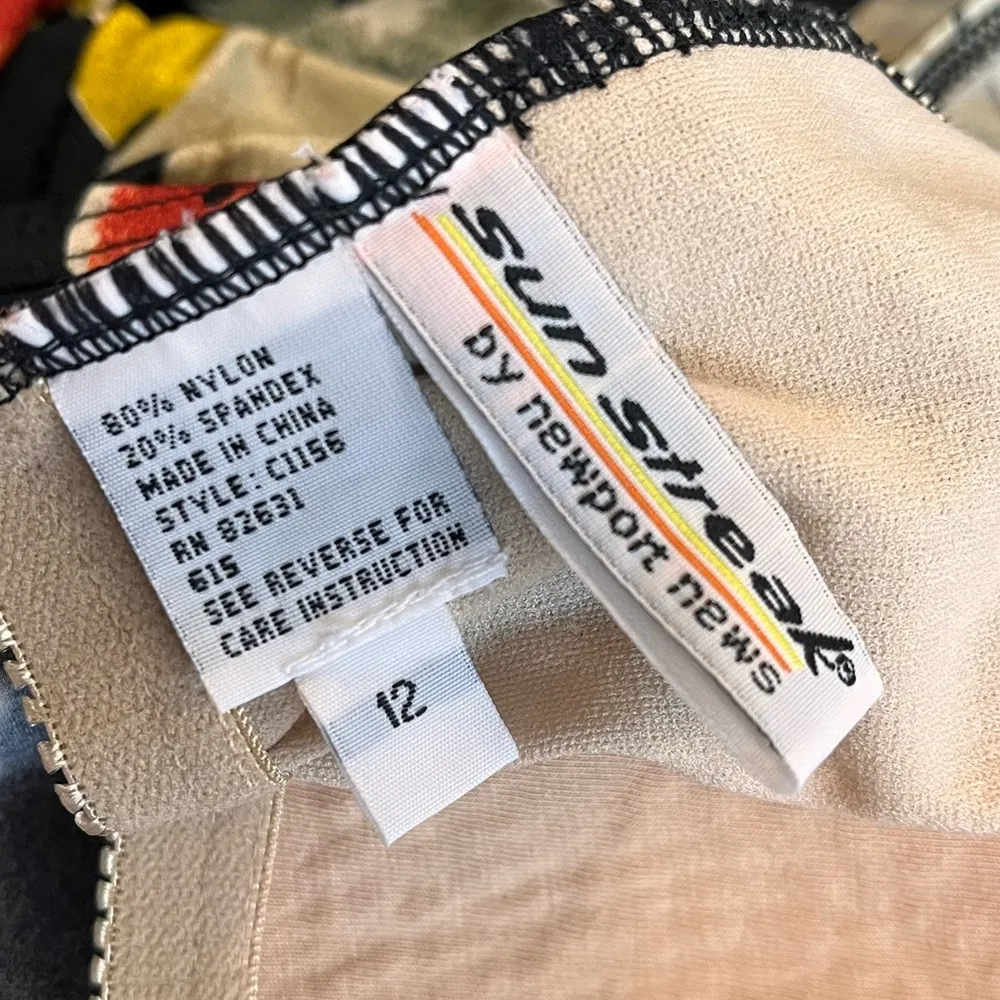 80% NYLON
20% SPANDEX
MADE IN CHINA
STYLE: C1156
RN 82631
615
SEE REVERSE FOR
CARE INSTRUCTION
12
sun streak®
by newport news